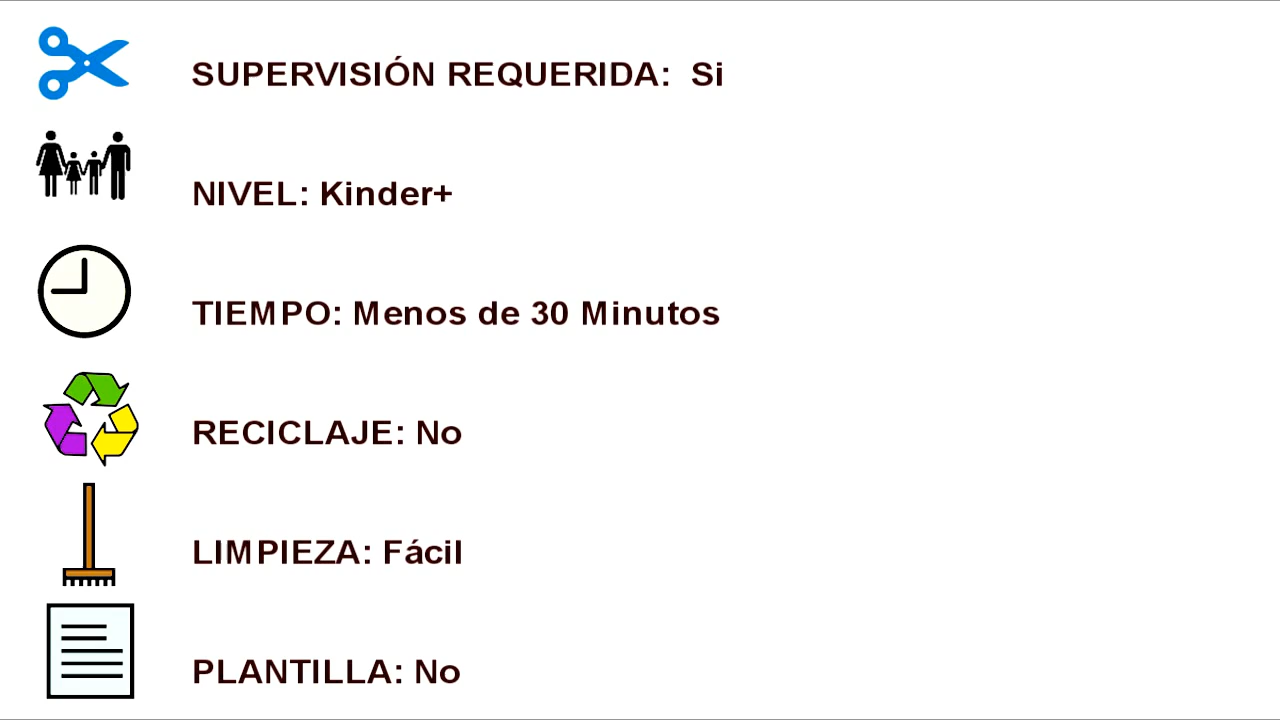 SUPERVISIÓN REQUERIDA: Si
NIVEL: Kinder+
TIEMPO: Menos de 30 Minutos
RECICLAJE: No
LIMPIEZA: Fácil
PLANTILLA: No